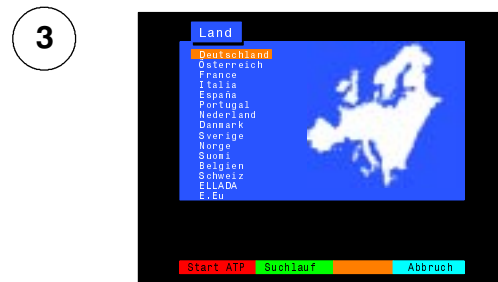 3
Land
Deutschland
Österreich
France
Italia
España
Portugal
Nederland
Danmark
Sverige
Norge
Suomi
Belgien
Schweiz
ELLADA
E.Eu
Start ATP Suchlauf Abbruch